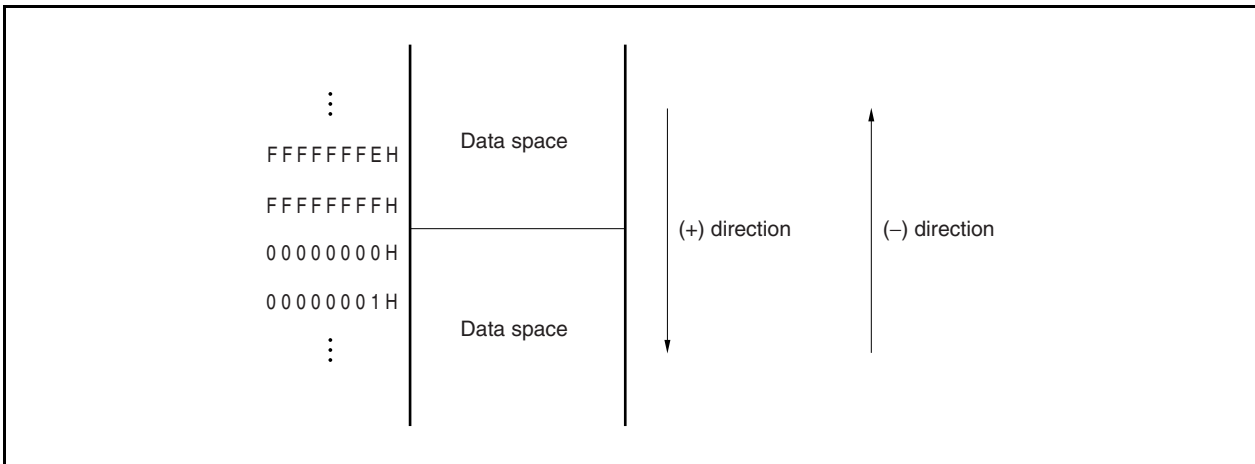 ⋮
Data space
FFFFFFFEH
FFFFFFFFH
(+) direction
(−) direction
00000000H
00000001H
Data space
⋮